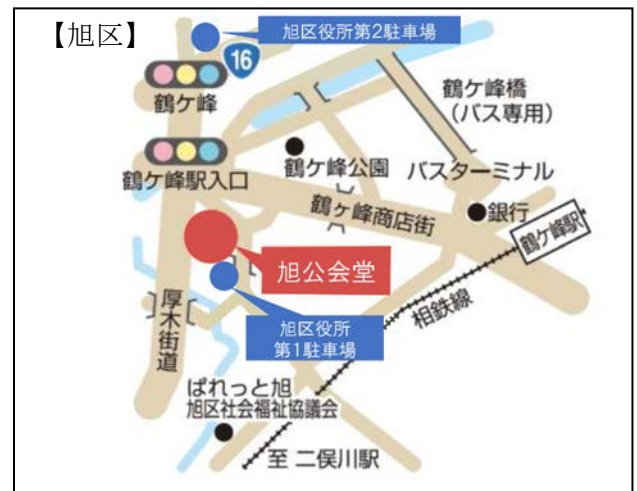 【旭区】
旭区役所第2駐車場
16
鶴ケ峰
鶴ケ峰橋
(バス専用)
鶴ケ峰駅入口
鶴ケ峰公園
バスターミナル
鶴ヶ峰商店街
銀行
鶴ケ峰駅
旭公会堂
相鉄線
厚木街道
旭区役所
第1駐車場
ぱれっと旭
旭区社会福祉協議会
至 二俣川駅